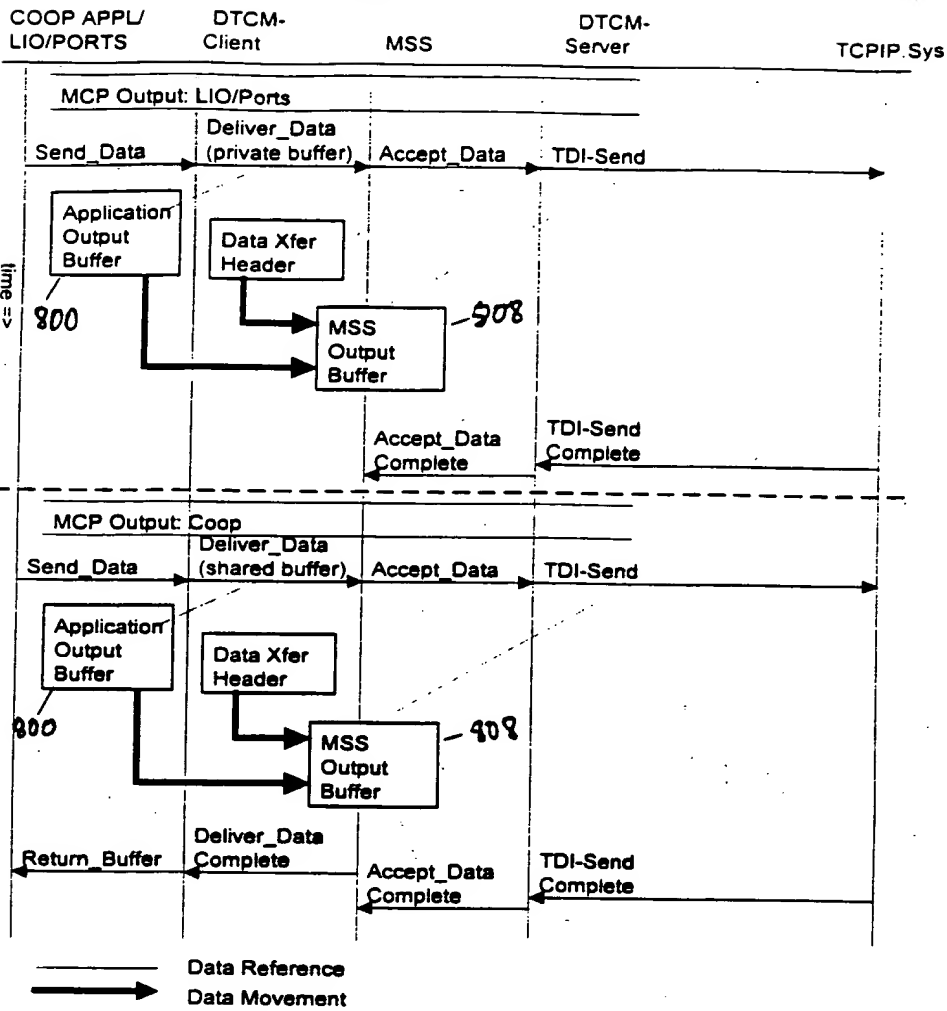 COOP APPL/
LIO/PORTS
DTCM-
Client
MSS
DTCM-
Server
TCPIP.Sys
MCP Output: LIO/Ports
Send_Data
Deliver_Data
(private buffer)
Accept_Data
TDI-Send
Application
Output
Buffer
Data Xfer
Header
time =>
800
MSS
Output
Buffer
808
Accept_Data
Complete
TDI-Send
Complete
MCP Output: Coop
Send_Data
Deliver_Data
(shared buffer)
Accept_Data
TDI-Send
Application
Output
Buffer
Data Xfer
Header
800
MSS
Output
Buffer
808
Return_Buffer
Deliver_Data
Complete
Accept_Data
Complete
TDI-Send
Complete
Data Reference
Data Movement